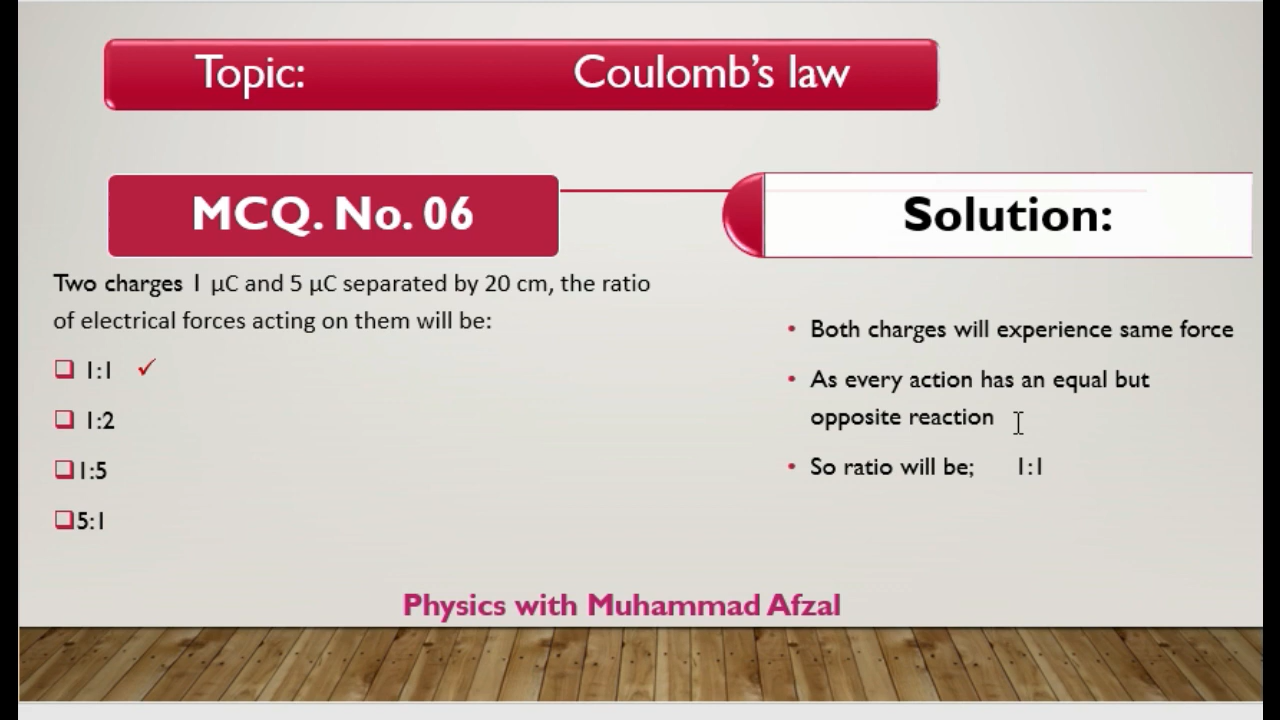 Topic: Coulomb's law
MCQ. No. 06
Solution:
Two charges 1 µC and 5 µC separated by 20 cm, the ratio
of electrical forces acting on them will be:
❑ 1:1 ✓
❑ 1:2
❑1:5
❑5:1
• Both charges will experience same force
• As every action has an equal but
opposite reaction
• So ratio will be; 1:1
Physics with Muhammad Afzal